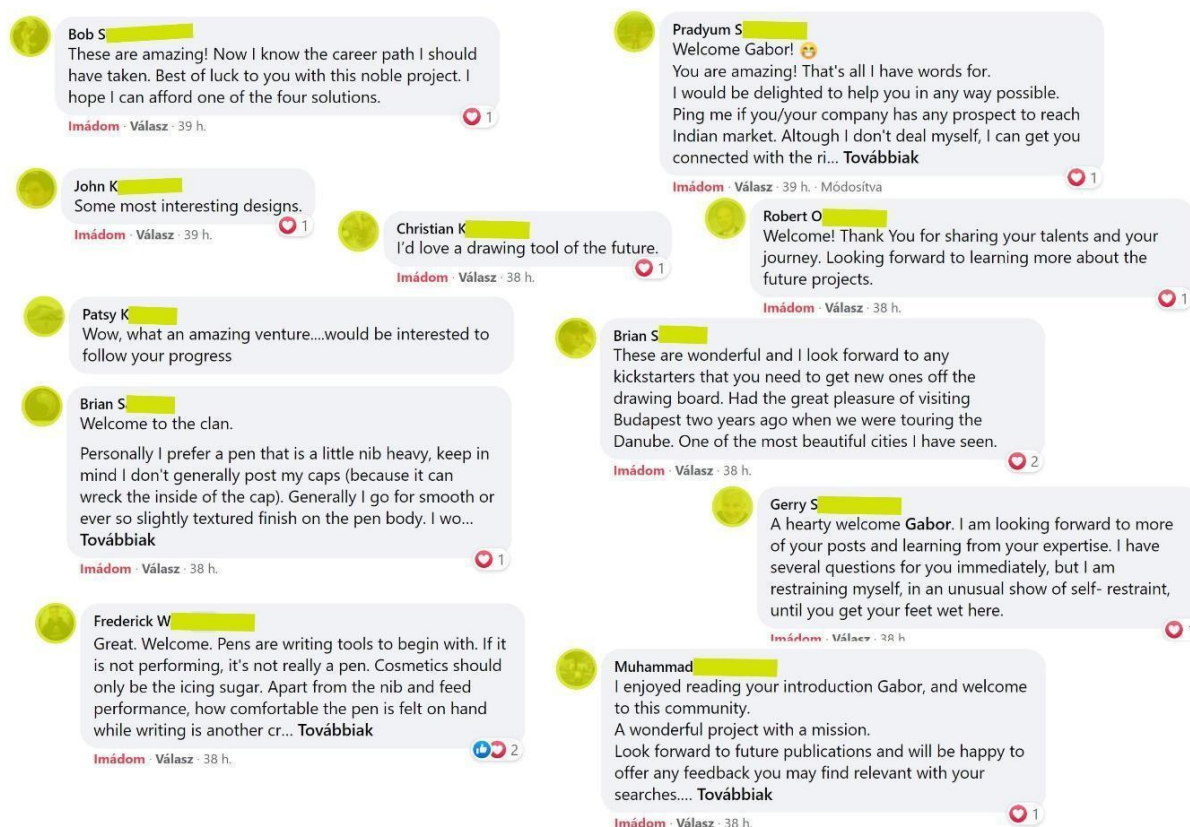 Bob S
These are amazing! Now I know the career path I should
have taken. Best of luck to you with this noble project. I
hope I can afford one of the four solutions.
1
Imádom · Válasz · 39 h.
John K
Some most interesting designs.
1
Imádom · Válasz · 39 h.
Christian K
I'd love a drawing tool of the future.
1
Imádom · Válasz · 38 h.
Patsy K
Wow, what an amazing venture....would be interested to
follow your progress
Brian S
Welcome to the clan.
Personally I prefer a pen that is a little nib heavy, keep in
mind I don't generally post my caps (because it can
wreck the inside of the cap). Generally I go for smooth or
ever so slightly textured finish on the pen body. I wo...
Továbbiak
1
Imádom · Válasz · 38 h.
Frederick W
Great. Welcome. Pens are writing tools to begin with. If it
is not performing, it's not really a pen. Cosmetics should
only be the icing sugar. Apart from the nib and feed
performance, how comfortable the pen is felt on hand
while writing is another cr... Továbbiak
2
Imádom · Válasz · 38 h.
Pradyum S
Welcome Gabor! 😁
You are amazing! That's all I have words for.
I would be delighted to help you in any way possible.
Ping me if you/your company has any prospect to reach
Indian market. Altough I don't deal myself, I can get you
connected with the ri... Továbbiak
1
Imádom · Válasz · 39 h. · Módosítva
Robert O
Welcome! Thank You for sharing your talents and your
journey. Looking forward to learning more about the
future projects.
1
Imádom · Válasz · 38 h.
Brian S
These are wonderful and I look forward to any
kickstarters that you need to get new ones off the
drawing board. Had the great pleasure of visiting
Budapest two years ago when we were touring the
Danube. One of the most beautiful cities I have seen.
2
Imádom · Válasz · 38 h.
Gerry S
A hearty welcome Gabor. I am looking forward to more
of your posts and learning from your expertise. I have
several questions for you immediately, but I am
restraining myself, in an unusual show of self- restraint,
until you get your feet wet here.
Imádom · Válasz · 38 h
Muhammad
I enjoyed reading your introduction Gabor, and welcome
to this community.
A wonderful project with a mission.
Look forward to future publications and will be happy to
offer any feedback you may find relevant with your
searches.... Továbbiak
1
Imádom · Válasz · 38 h.